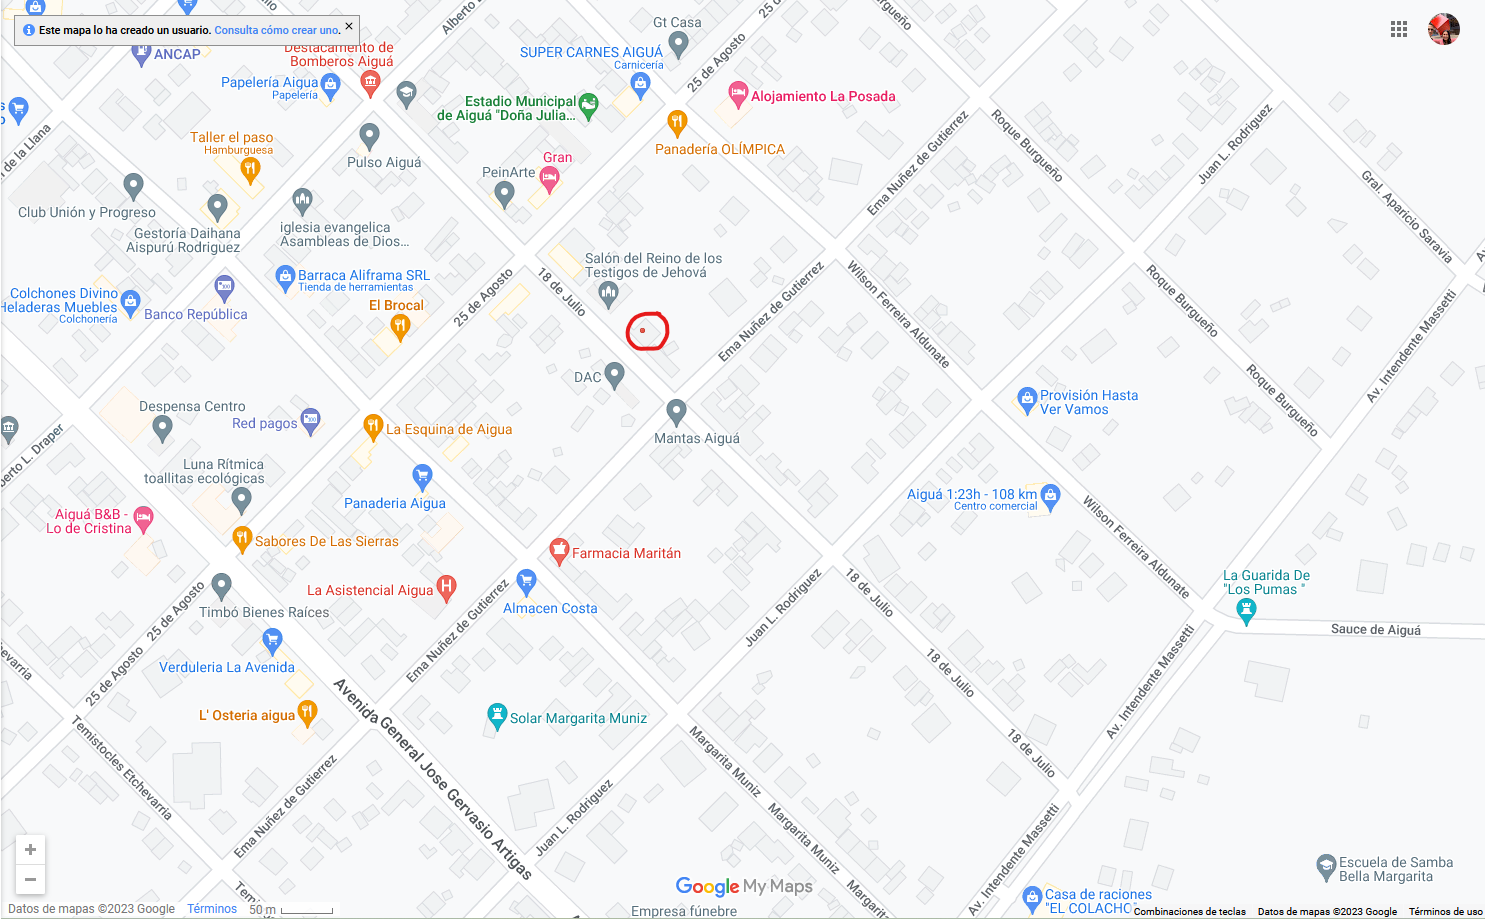 Este mapa lo ha creado un usuario. Consulta cómo crear uno.
Alberto L
25 de
Roque Burgueño
Gt Casa
ANCAP
Destacamento de
Bomberos Aiguá
SUPER CARNES AIGUÁ
Carnicería
25 de Agosto
Papelería Aigua
Papelería
Alojamiento La Posada
Estadio Municipal
de Aiguá "Doña Julia...
de la Llana
Taller el paso
Hamburguesa
Pulso Aiguá
Panadería OLÍMPICA
Roque Burgueño
Juan L. Rodriguez
Gran
PeinArte
Ema Nuñez de Gutierrez
Gral. Aparicio Saravia
Club Unión y Progreso
Gestoría Daihana
Aispurú Rodriguez
iglesia evangelica
Asambleas de Dios...
Salón del Reino de los
Testigos de Jehová
Barraca Aliframa SRL
Tienda de herramientas
Colchones Divino
Heladeras Muebles
Colchonería
Banco República
El Brocal
25 de Agosto
18 de Julio
Ema Nuñez de Gutierrez
Wilson Ferreira Aldunate
Roque Burgueño
Av. Intendente Massetti
DAC
Roque Burgueño
Provisión Hasta
Ver Vamos
Despensa Centro
Red pagos
La Esquina de Aigua
Mantas Aiguá
berto L. Draper
Luna Rítmica
toallitas ecológicas
Panaderia Aigua
Aiguá 1:23h - 108 km
Centro comercial
Wilson Ferreira Aldunate
Aiguá B&B -
Lo de Cristina
Sabores De Las Sierras
Farmacia Maritán
La Asistencial Aigua
Almacen Costa
Timbó Bienes Raíces
25 de Agosto
Ema Nuñez de Gutierrez
Juan L. Rodriguez
18 de Julio
La Guarida De
"Los Pumas "
Sauce de Aiguá
Av. Intendente Massetti
Verduleria La Avenida
25 de Agosto
18 de Julio
evarria
Avenida General Jose Gervasio Artigas
L' Osteria aigua
Solar Margarita Muniz
Temistocles Etchevarria
Margarita Muniz
18 de Julio
Ema Nuñez de Gutierrez
Juan L. Rodriguez
Margarita Muniz
Av. Intendente Massetti
Escuela de Samba
Bella Margarita
Temis
Margarita
Google My Maps
Casa de raciones
"EL COLACHO"
Empresa fúnebre
Datos de mapas ©2023 Google Términos 50 m
Combinaciones de teclas Datos de mapas ©2023 Google Términos de uso